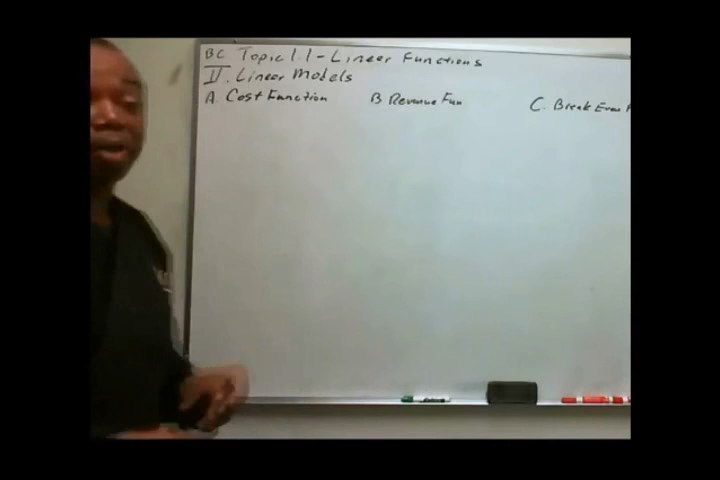 BC Topic 1.1 - Linear Functions
II. Linear Models
A. Cost Function B Revenue Fun C. Break Even P